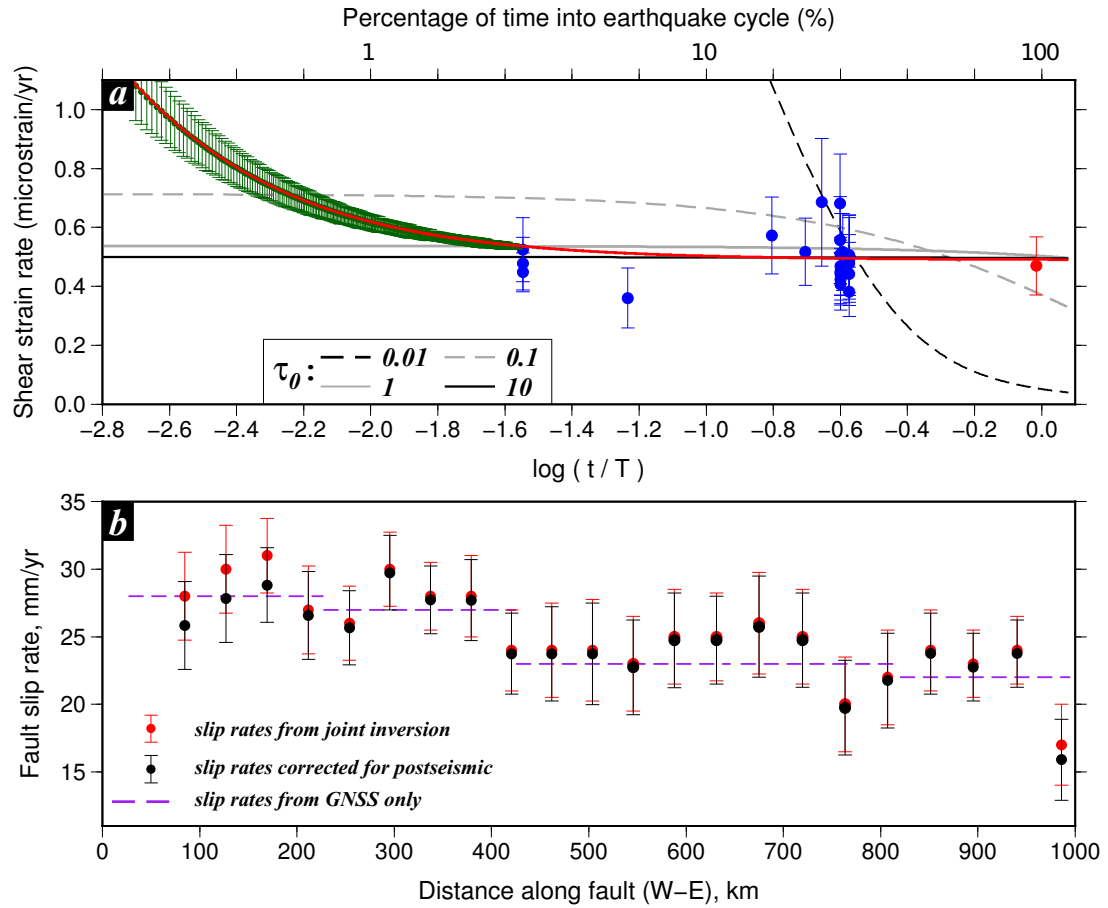 Percentage of time into earthquake cycle (%)
1 10 100
a
Shear strain rate (microstrain/yr)
1.0
0.8
0.6
0.4
0.2
0.0
τ0: 0.01 0.1
1 10
−2.8 −2.6 −2.4 −2.2 −2.0 −1.8 −1.6 −1.4 −1.2 −1.0 −0.8 −0.6 −0.4 −0.2 0.0
log ( t / T )
b
Fault slip rate, mm/yr
35
30
25
20
15
slip rates from joint inversion
slip rates corrected for postseismic
slip rates from GNSS only
0 100 200 300 400 500 600 700 800 900 1000
Distance along fault (W−E), km